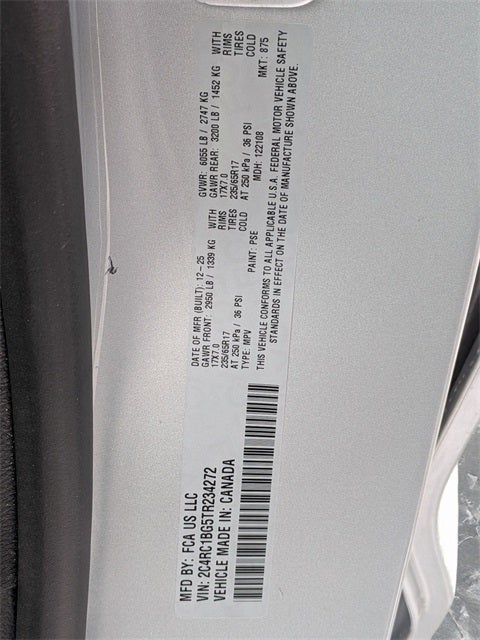 MFD BY: FCA US LLC
VIN: 2C4RC1BG5TR234272
VEHICLE MADE IN: CANADA
DATE OF MFR (BUILT): 12-25 GVWR: 6055 LB / 2747 KG
GAWR FRONT: 2950 LB / 1339 KG WITH GAWR REAR: 3200 LB / 1452 KG WITH
17X7.0 RIMS 17X7.0 RIMS
235/65R17 TIRES 235/65R17 TIRES
AT 250 kPa / 36 PSI COLD AT 250 kPa / 36 PSI COLD
TYPE: MPV PAINT: PSE MDH: 122108 MKT: 875
THIS VEHICLE CONFORMS TO ALL APPLICABLE U.S.A. FEDERAL MOTOR VEHICLE SAFETY
STANDARDS IN EFFECT ON THE DATE OF MANUFACTURE SHOWN ABOVE.